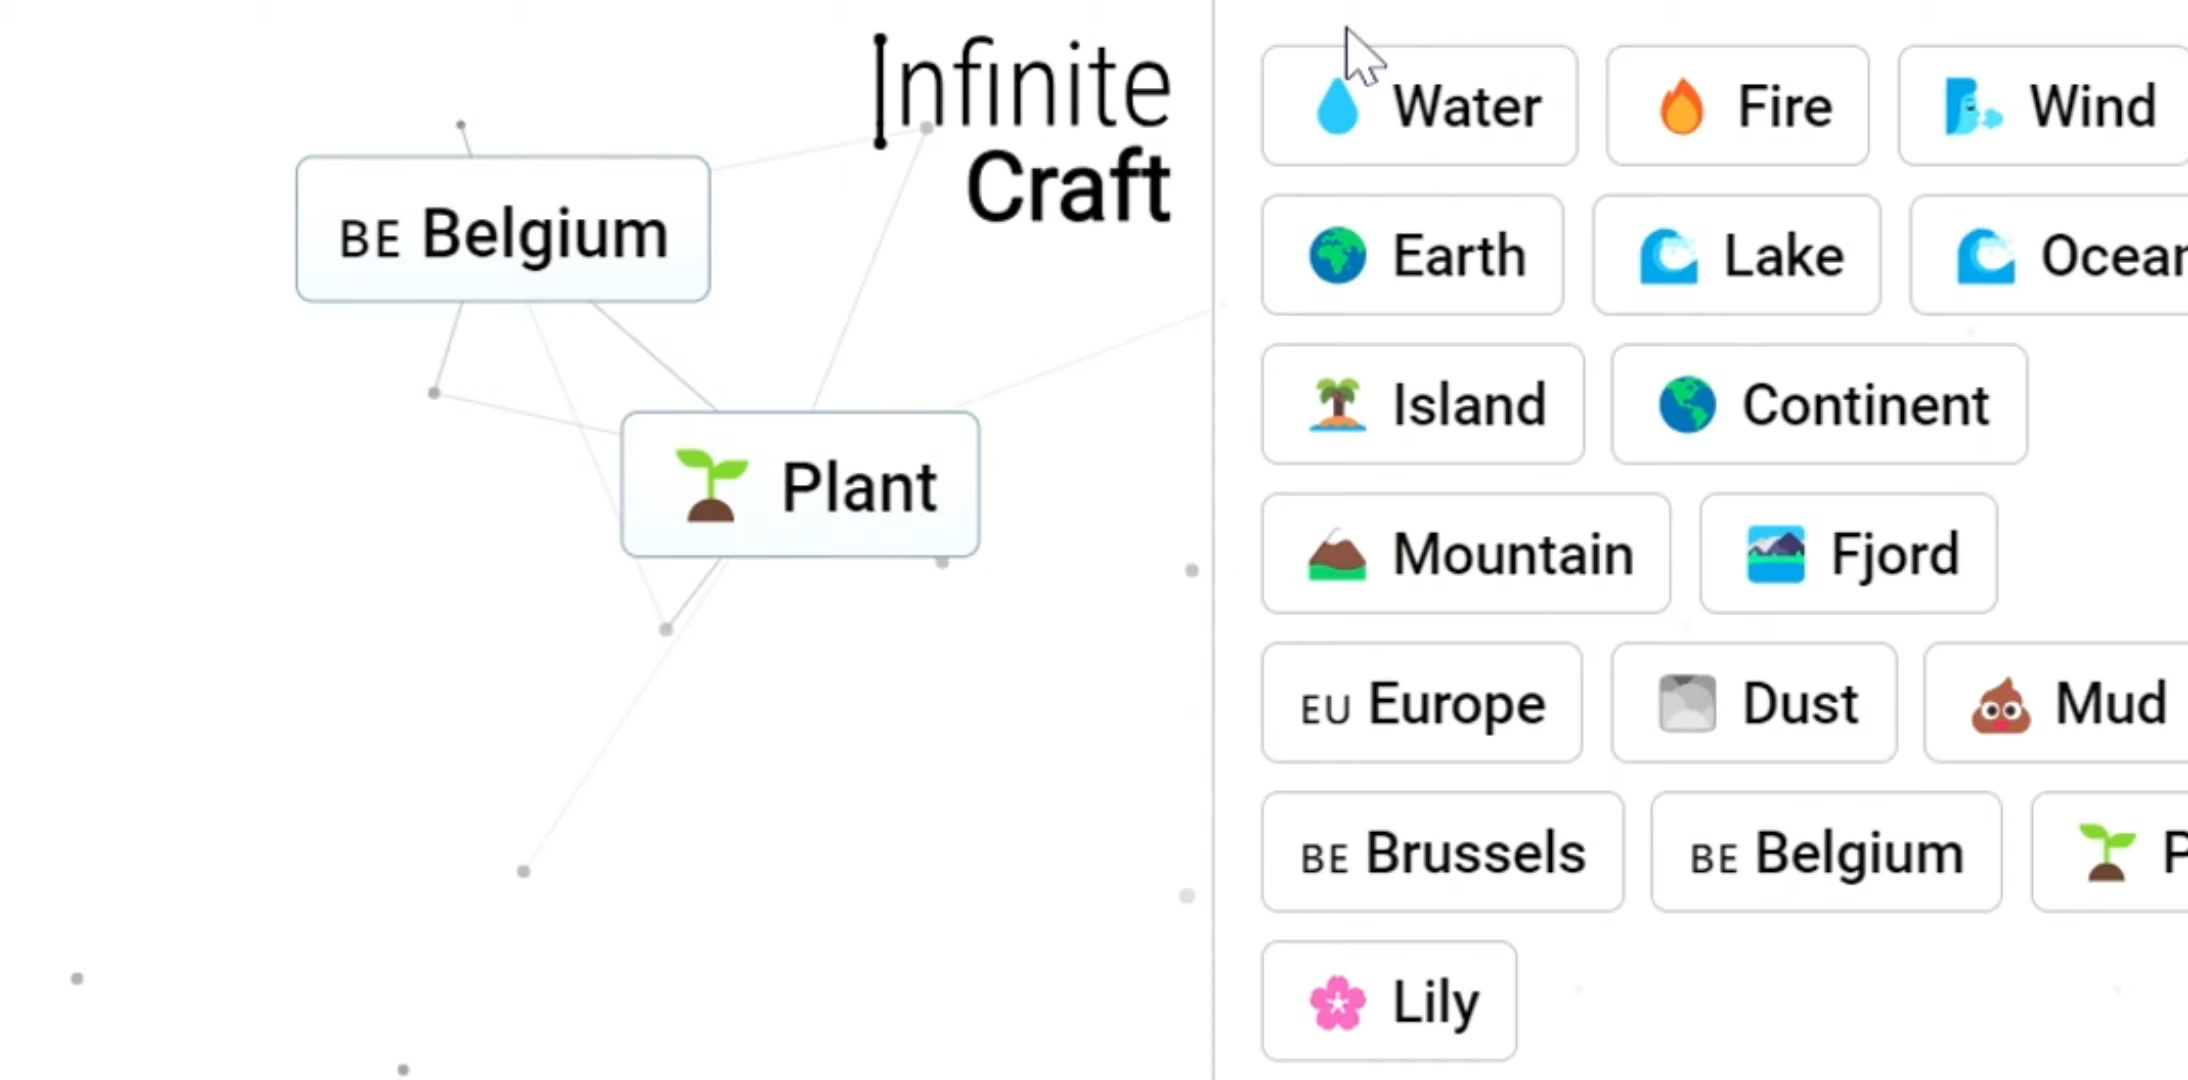 Infinite
Craft
BE Belgium
Plant
Water Fire Wind
Earth Lake Ocean
Island Continent
Mountain Fjord
EU Europe Dust Mud
BE Brussels BE Belgium P
Lily